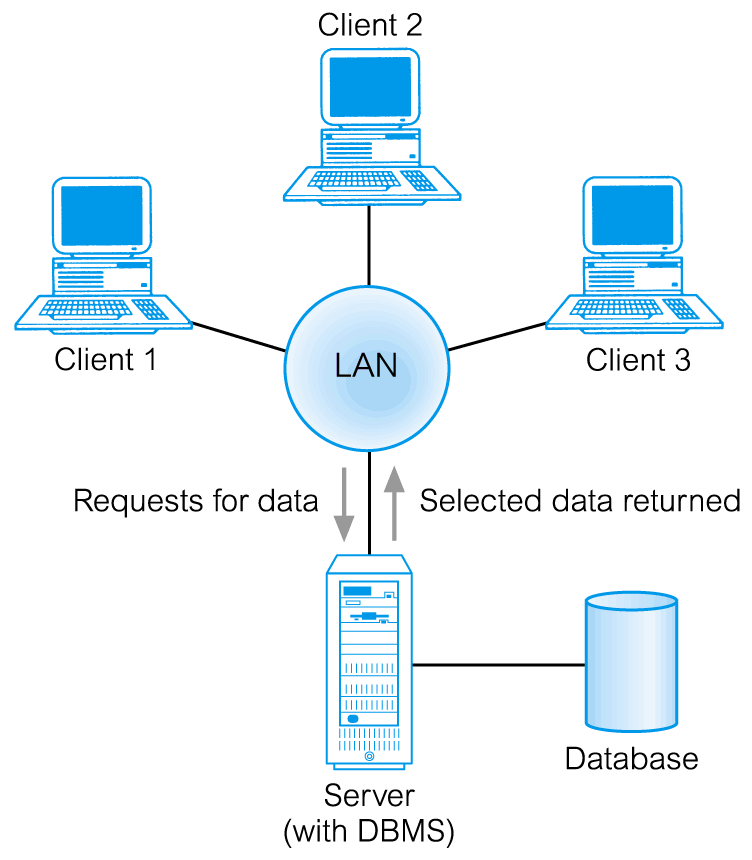 Client 2
Client 1
Client 3
LAN
Requests for data
Selected data returned
Database
Server
(with DBMS)